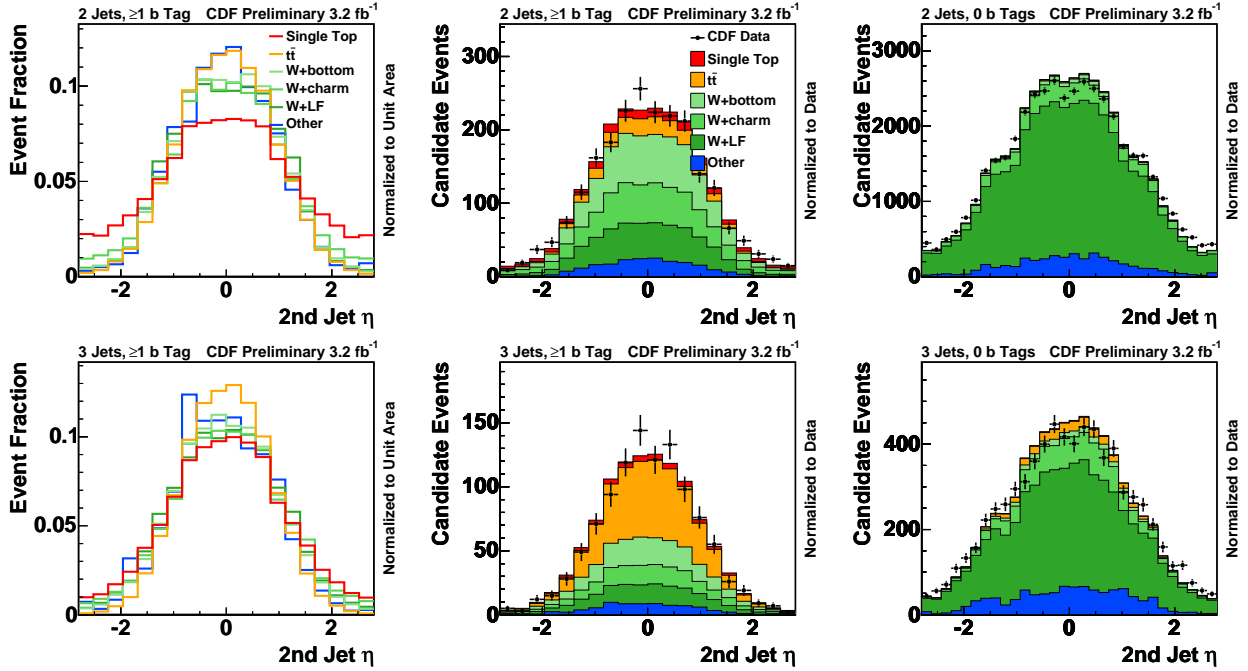 2 Jets, ≥1 b Tag CDF Preliminary 3.2 fb⁻¹
Event Fraction
0.1
0.05
0
-2 0 2
2nd Jet η
Normalized to Unit Area
Single Top
tt̄
W+bottom
W+charm
W+LF
Other
2 Jets, ≥1 b Tag CDF Preliminary 3.2 fb⁻¹
Candidate Events
300
200
100
0
-2 0 2
2nd Jet η
Normalized to Data
CDF Data
Single Top
tt̄
W+bottom
W+charm
W+LF
Other
2 Jets, 0 b Tags CDF Preliminary 3.2 fb⁻¹
Candidate Events
3000
2000
1000
0
-2 0 2
2nd Jet η
Normalized to Data
3 Jets, ≥1 b Tag CDF Preliminary 3.2 fb⁻¹
Event Fraction
0.1
0.05
0
-2 0 2
2nd Jet η
Normalized to Unit Area
3 Jets, ≥1 b Tag CDF Preliminary 3.2 fb⁻¹
Candidate Events
150
100
50
0
-2 0 2
2nd Jet η
Normalized to Data
3 Jets, 0 b Tags CDF Preliminary 3.2 fb⁻¹
Candidate Events
400
200
0
-2 0 2
2nd Jet η
Normalized to Data